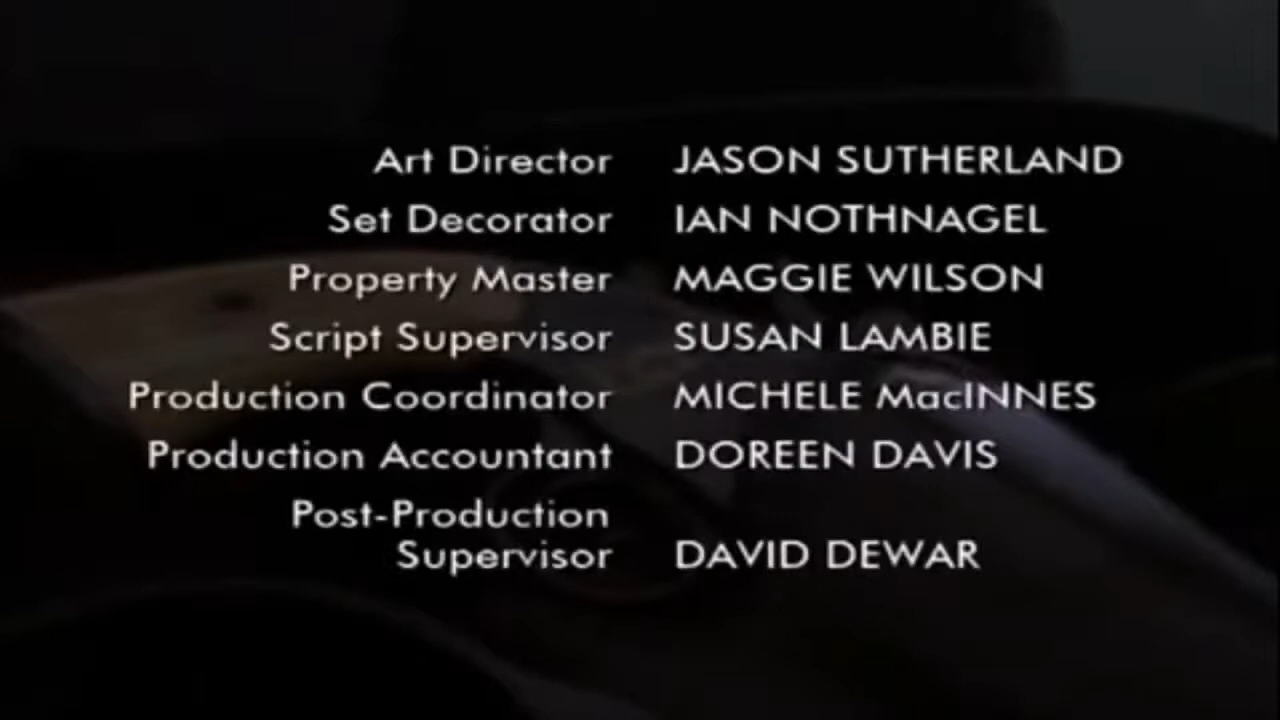 Art Director JASON SUTHERLAND
Set Decorator IAN NOTHNAGEL
Property Master MAGGIE WILSON
Script Supervisor SUSAN LAMBIE
Production Coordinator MICHELE MacINNES
Production Accountant DOREEN DAVIS
Post-Production
Supervisor DAVID DEWAR